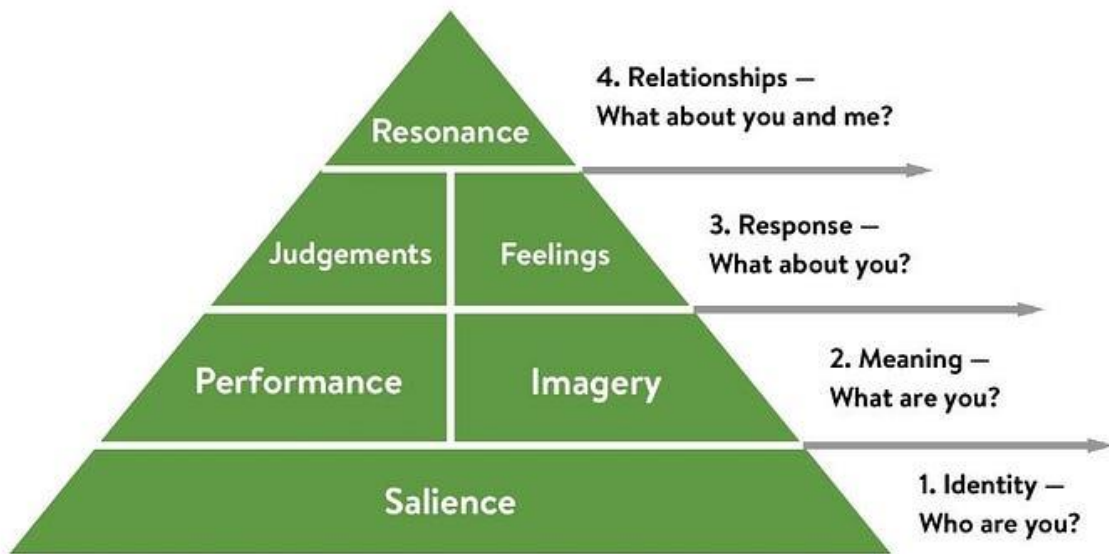 Resonance
4. Relationships —
What about you and me?
Judgements
Feelings
3. Response —
What about you?
Performance
Imagery
2. Meaning —
What are you?
Salience
1. Identity —
Who are you?